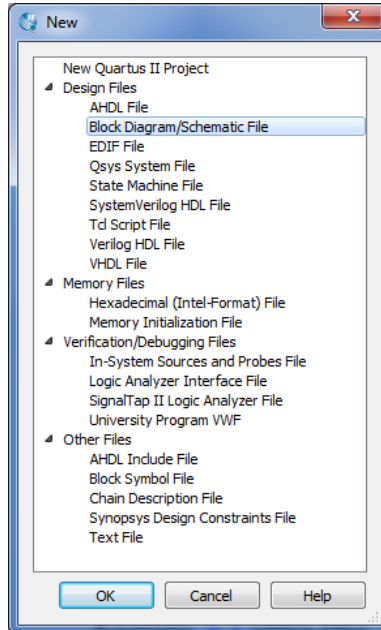 New
New Quartus II Project
Design Files
AHDL File
Block Diagram/Schematic File
EDIF File
Qsys System File
State Machine File
SystemVerilog HDL File
Tcl Script File
Verilog HDL File
VHDL File
Memory Files
Hexadecimal (Intel-Format) File
Memory Initialization File
Verification/Debugging Files
In-System Sources and Probes File
Logic Analyzer Interface File
SignalTap II Logic Analyzer File
University Program VWF
Other Files
AHDL Include File
Block Symbol File
Chain Description File
Synopsys Design Constraints File
Text File
OK Cancel Help